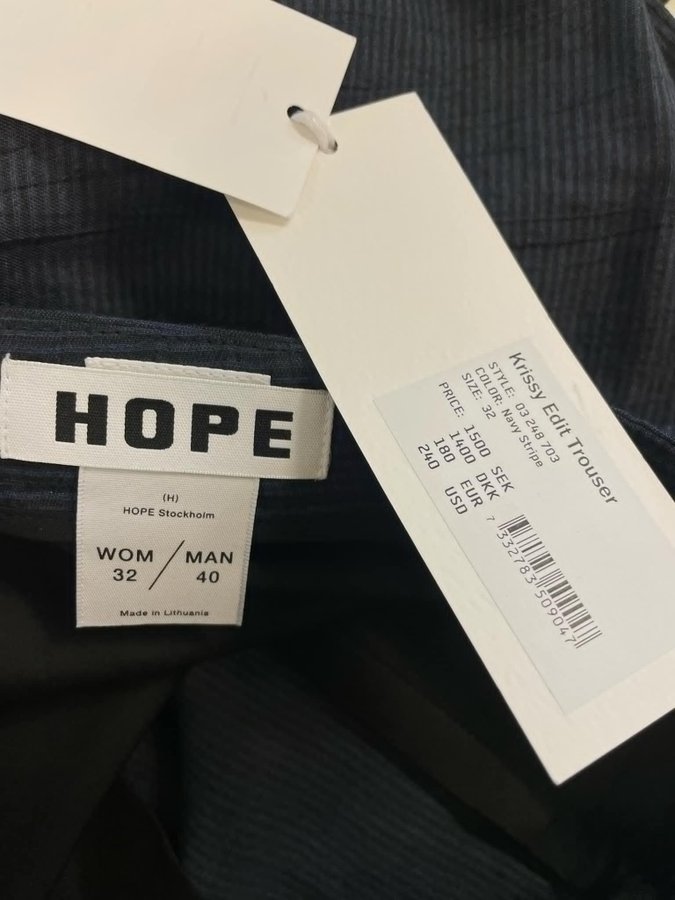 HOPE
(H)
HOPE Stockholm
WOM / MAN
32 40
Made in Lithuania
Krissy Edit Trouser
STYLE: 03 248 703
COLOR: Navy Stripe
SIZE: 32
PRICE: 1500 SEK
1400 DKK
180 EUR
240 USD
7 332783 509047